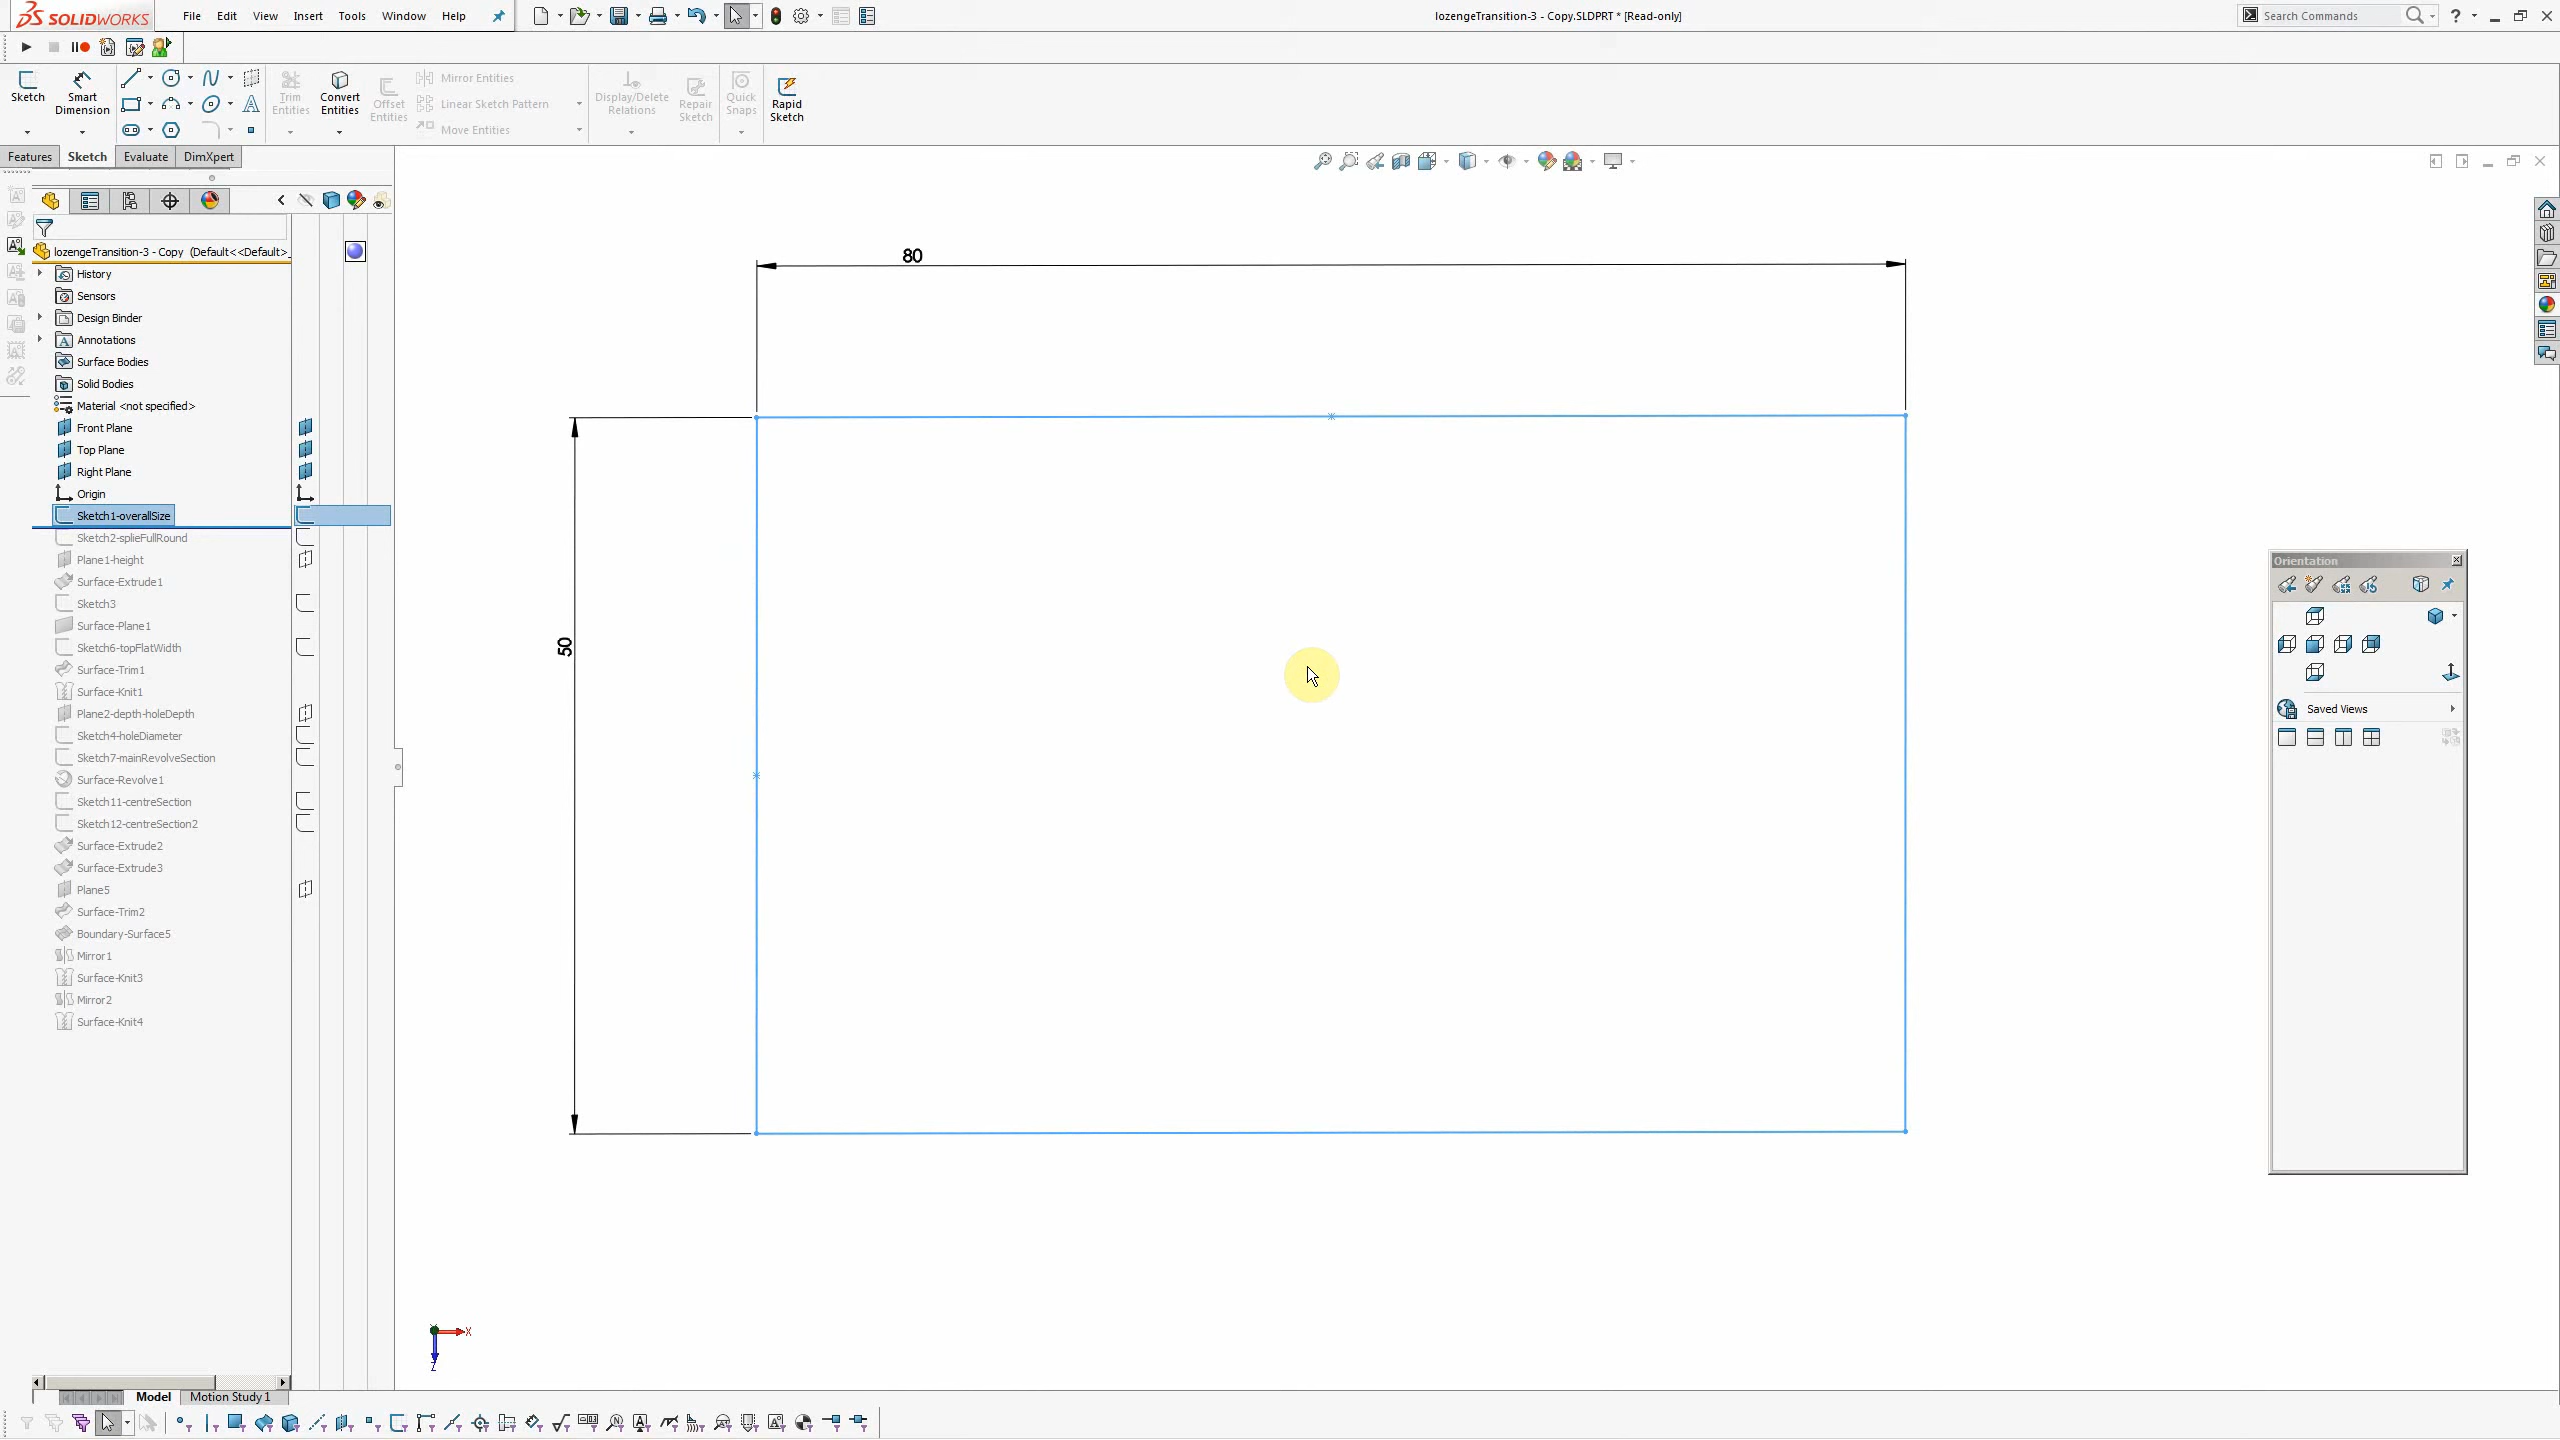 SOLIDWORKS
File Edit View Insert Tools Window Help
lozengeTransition-3 - Copy.SLDPRT * [Read-only]
Search Commands
Sketch
Smart Dimension
Trim Entities
Convert Entities
Offset Entities
Mirror Entities
Linear Sketch Pattern
Move Entities
Display/Delete Relations
Repair Sketch
Quick Snaps
Rapid Sketch
Features Sketch Evaluate DimXpert
lozengeTransition-3 - Copy (Default<<Default>_
History
Sensors
Design Binder
Annotations
Surface Bodies
Solid Bodies
Material <not specified>
Front Plane
Top Plane
Right Plane
Origin
Sketch1-overallSize
Sketch2-splieFullRound
Plane1-height
Surface-Extrude1
Sketch3
Surface-Plane1
Sketch6-topFlatWidth
Surface-Trim1
Surface-Knit1
Plane2-depth-holeDepth
Sketch4-holeDiameter
Sketch7-mainRevolveSection
Surface-Revolve1
Sketch11-centreSection
Sketch12-centreSection2
Surface-Extrude2
Surface-Extrude3
Plane5
Surface-Trim2
Boundary-Surface5
Mirror1
Surface-Knit3
Mirror2
Surface-Knit4
80
50
Orientation
Saved Views
X
Z
Model Motion Study 1